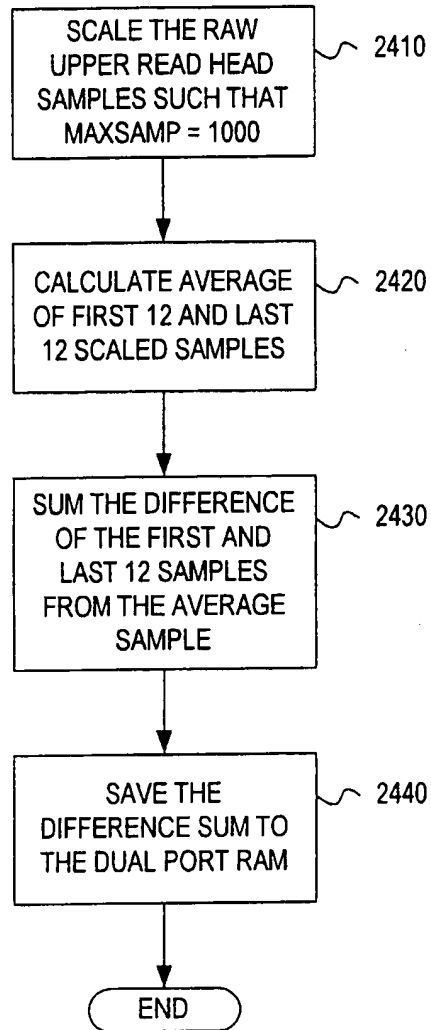 SCALE THE RAW
UPPER READ HEAD
SAMPLES SUCH THAT
MAXSAMP = 1000
2410
CALCULATE AVERAGE
OF FIRST 12 AND LAST
12 SCALED SAMPLES
2420
SUM THE DIFFERENCE
OF THE FIRST AND
LAST 12 SAMPLES
FROM THE AVERAGE
SAMPLE
2430
SAVE THE
DIFFERENCE SUM TO
THE DUAL PORT RAM
2440
END